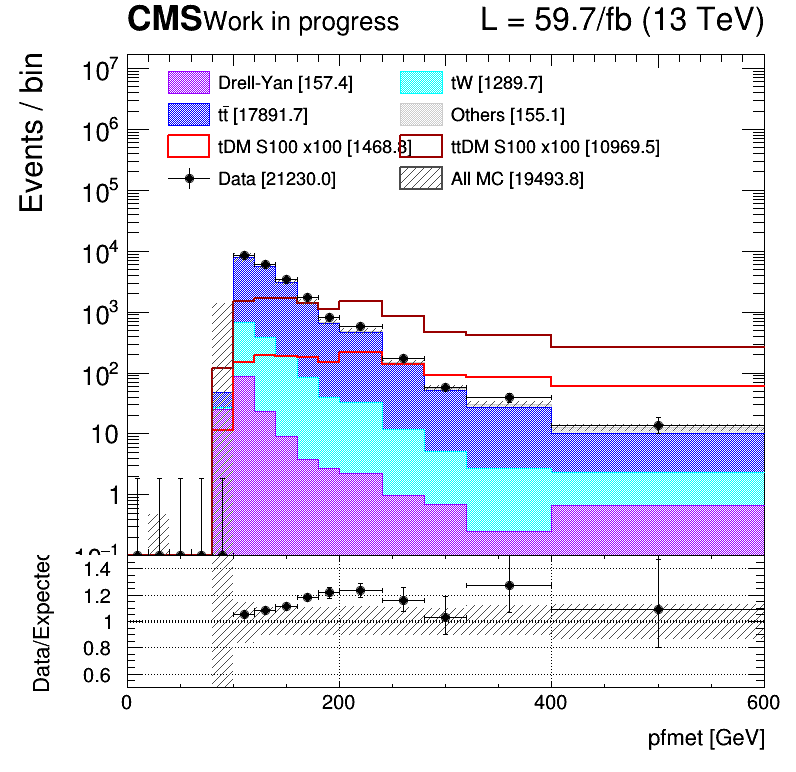 CMS Work in progress L = 59.7/fb (13 TeV)
Events / bin
10⁷
10⁶
10⁵
10⁴
10³
10²
10
1
10⁻¹
Drell-Yan [157.4] tW [1289.7]
tt̄ [17891.7] Others [155.1]
tDM S100 x100 [1468.8] ttDM S100 x100 [10969.5]
Data [21230.0] All MC [19493.8]
Data/Expected
1.4
1.2
1
0.8
0.6
0 200 400 600
pfmet [GeV]